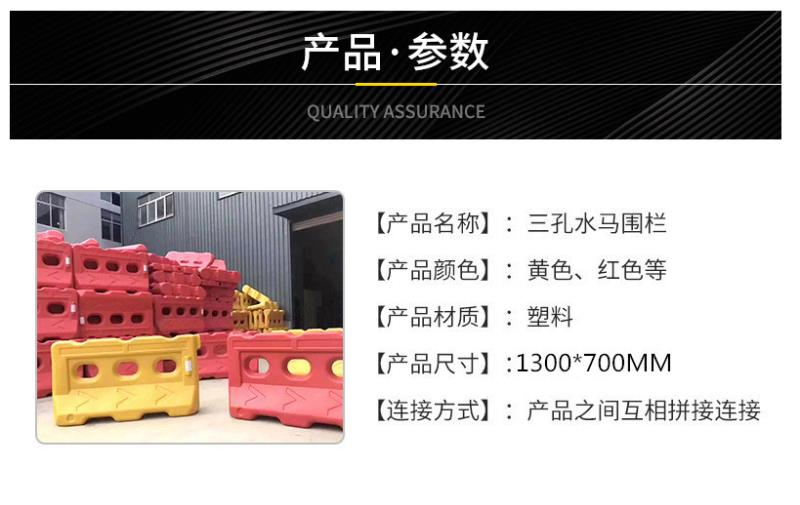 产品·参数
QUALITY ASSURANCE
【产品名称】：三孔水马围栏
【产品颜色】：黄色、红色等
【产品材质】：塑料
【产品尺寸】:1300*700MM
【连接方式】：产品之间互相拼接连接